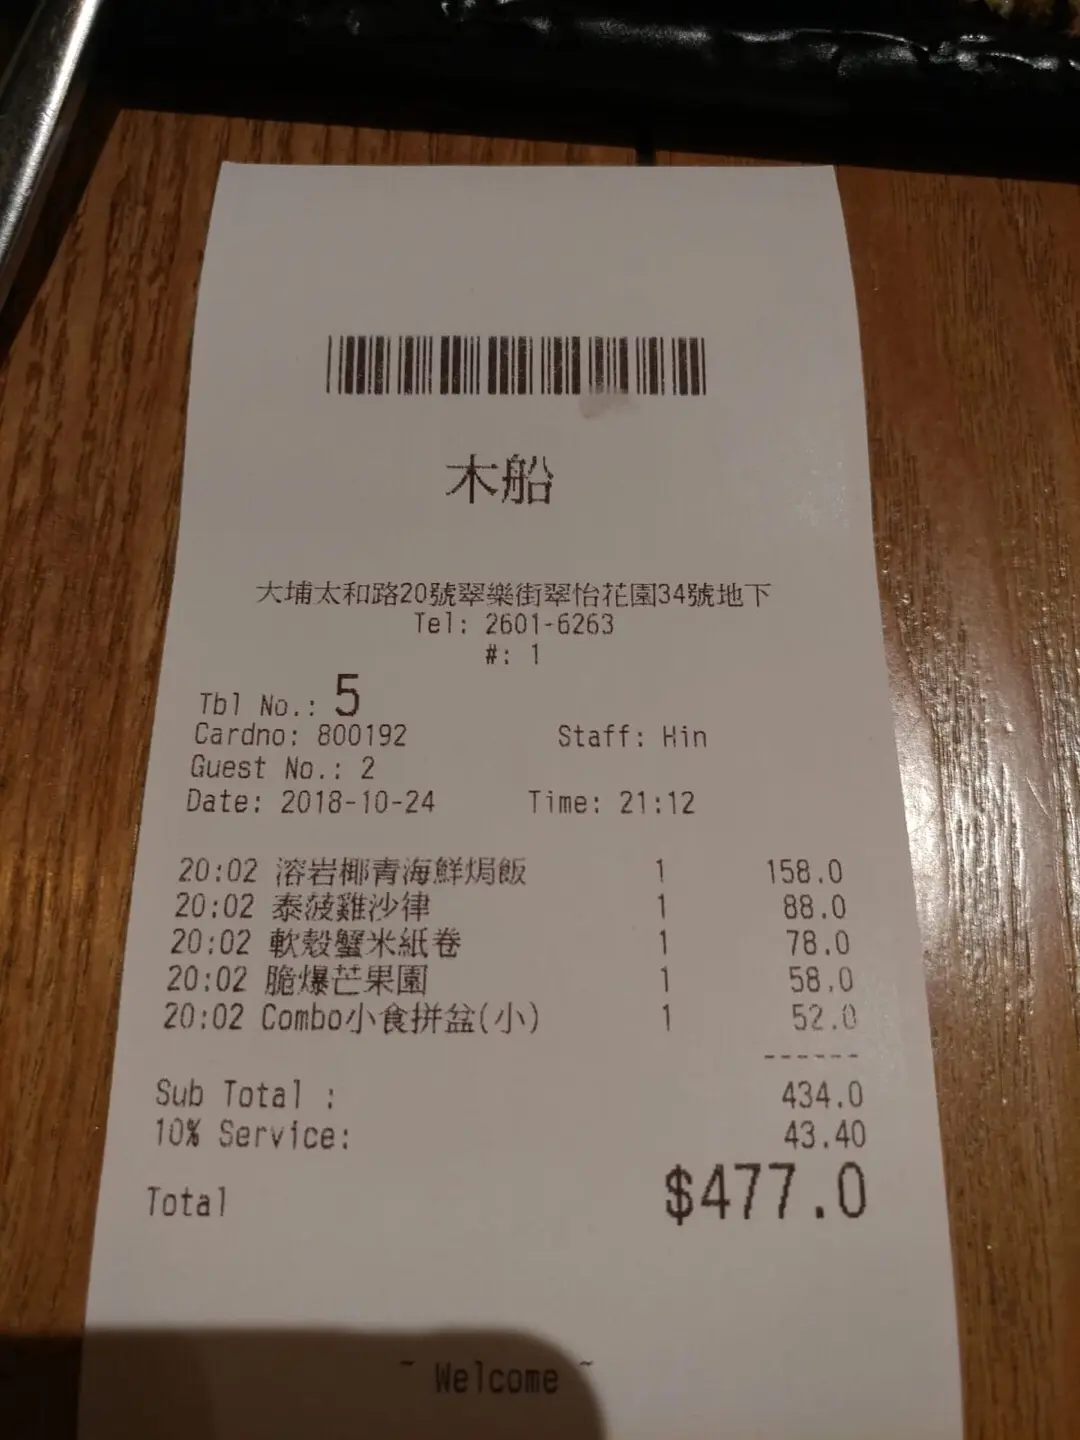 木船
大埔太和路20號翠樂街翠怡花園34號地下
Tel: 2601-6263
#: 1
Tbl No.: 5
Cardno: 800192 Staff: Hin
Guest No.: 2
Date: 2018-10-24 Time: 21:12
20:02 溶岩椰青海鮮焗飯 1 158.0
20:02 泰菠雞沙律 1 88.0
20:02 軟殼蟹米紙卷 1 78.0
20:02 脆爆芒果園 1 58.0
20:02 Combo小食拼盆(小) 1 52.0
------
Sub Total : 434.0
10% Service: 43.40
Total $477.0
~ Welcome ~